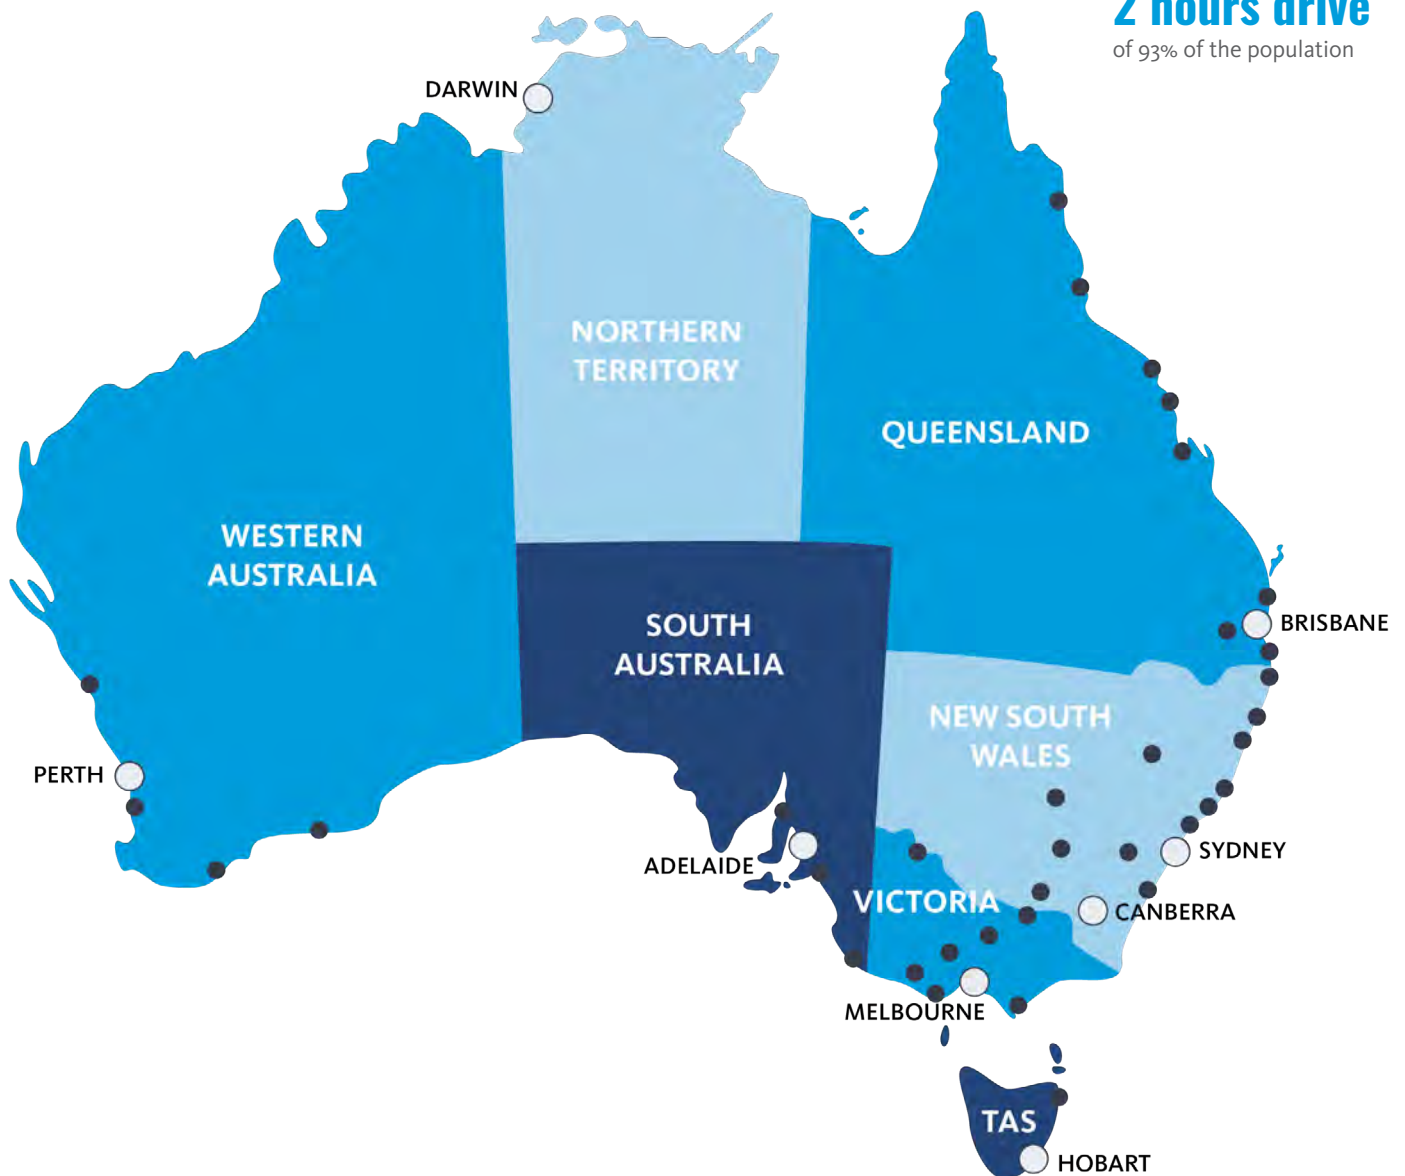 2 hours drive
of 93% of the population
DARWIN
NORTHERN
TERRITORY
QUEENSLAND
WESTERN
AUSTRALIA
SOUTH
AUSTRALIA
BRISBANE
NEW SOUTH
WALES
PERTH
ADELAIDE
SYDNEY
VICTORIA
CANBERRA
MELBOURNE
TAS
HOBART